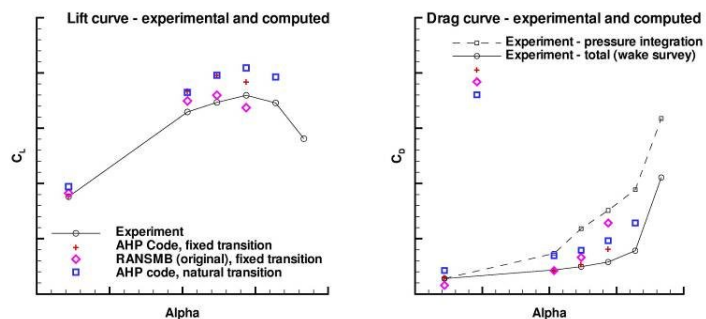 Lift curve - experimental and computed
C_L
Experiment
AHP Code, fixed transition
RANSMB (original), fixed transition
AHP code, natural transition
Alpha
Drag curve - experimental and computed
Experiment - pressure integration
Experiment - total (wake survey)
C_D
Alpha